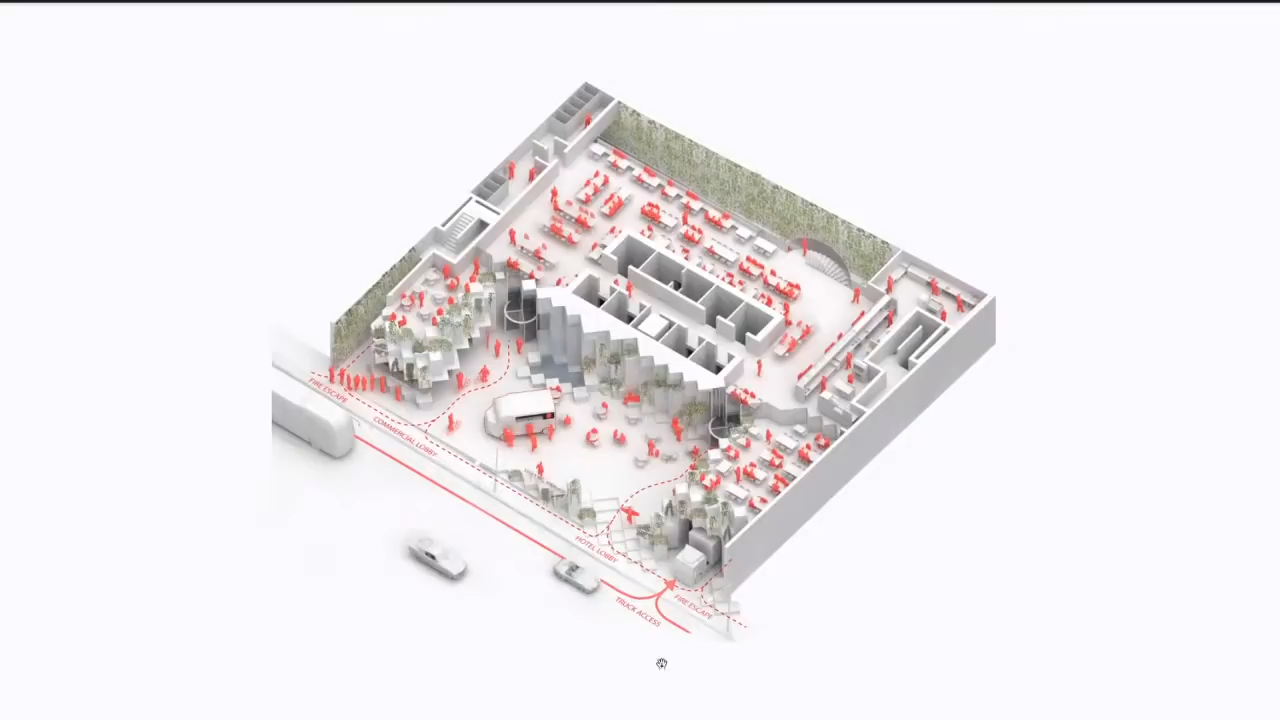 FIRE ESCAPE
COMMERCIAL LOBBY
HOTEL LOBBY
TRUCK ACCESS
FIRE ESCAPE